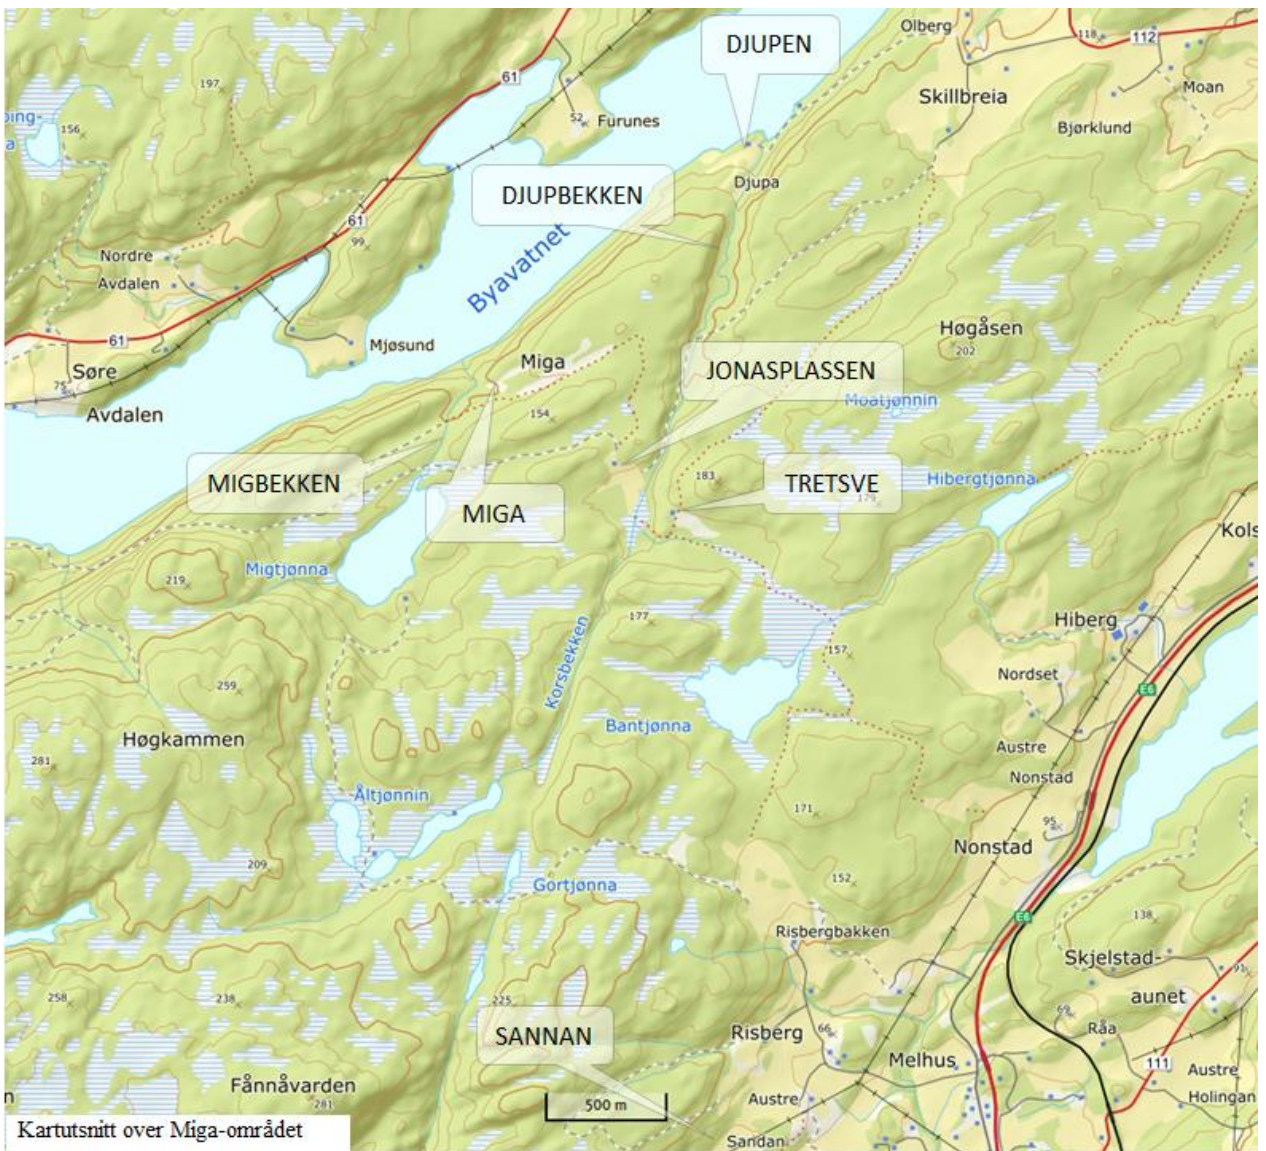 DJUPEN
Olberg
118
112
61
197
Skillbreia
Moan
52
Furunes
Bjørklund
156
Djupa
DJUPBEKKEN
61
99
Nordre
Avdalen
Byavatnet
61
Mjøsund
Høgåsen
202
Miga
JONASPLASSEN
Søre
75
Avdalen
Moatjønnin
154
MIGBEKKEN
183
TRETSVE
Hibergtjønna
179
MIGA
Kols
Migtjønna
219
177
Hiberg
Korsbekken
157
259
Nordset
E6
Bantjønna
Høgkammen
281
Austre
Nonstad
Åltjønnin
171
95
Nonstad
209
152
Gortjønna
E6
138
Risbergbakken
Skjelstad-
aunet
91
258
238
225
69
SANNAN
Risberg
66
Råa
Melhus
111
Fånnåvarden
281
500 m
Austre
Sandan
Austre
Holingan
Kartutsnitt over Miga-området